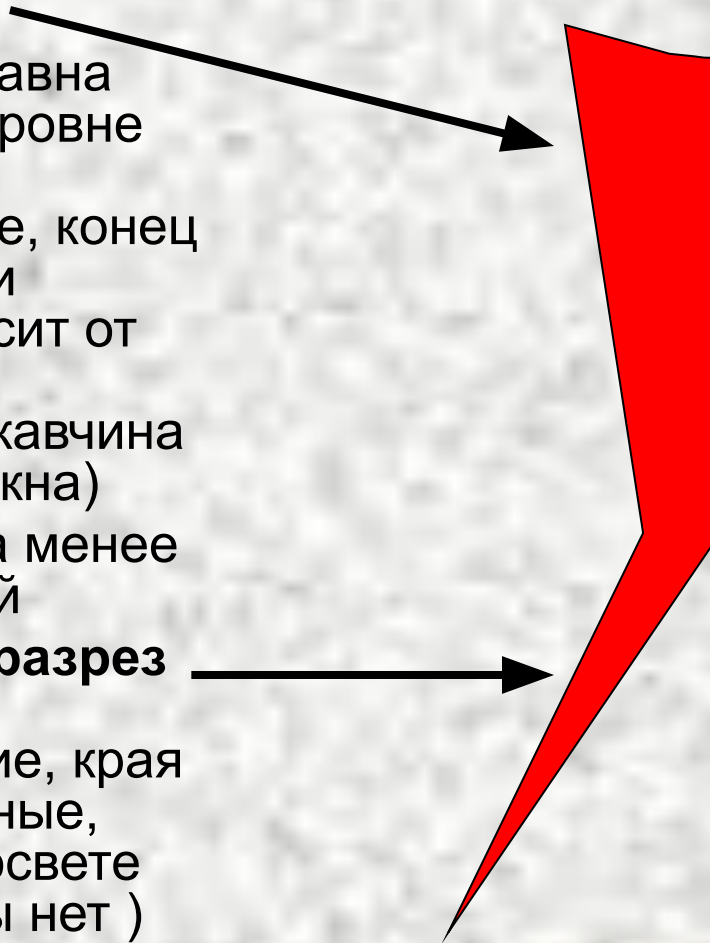 авна
ровне
е, конец
и
сит от
кавчина
кна)
а менее
й
разрез
ие, края
ные,
освете
ы нет )